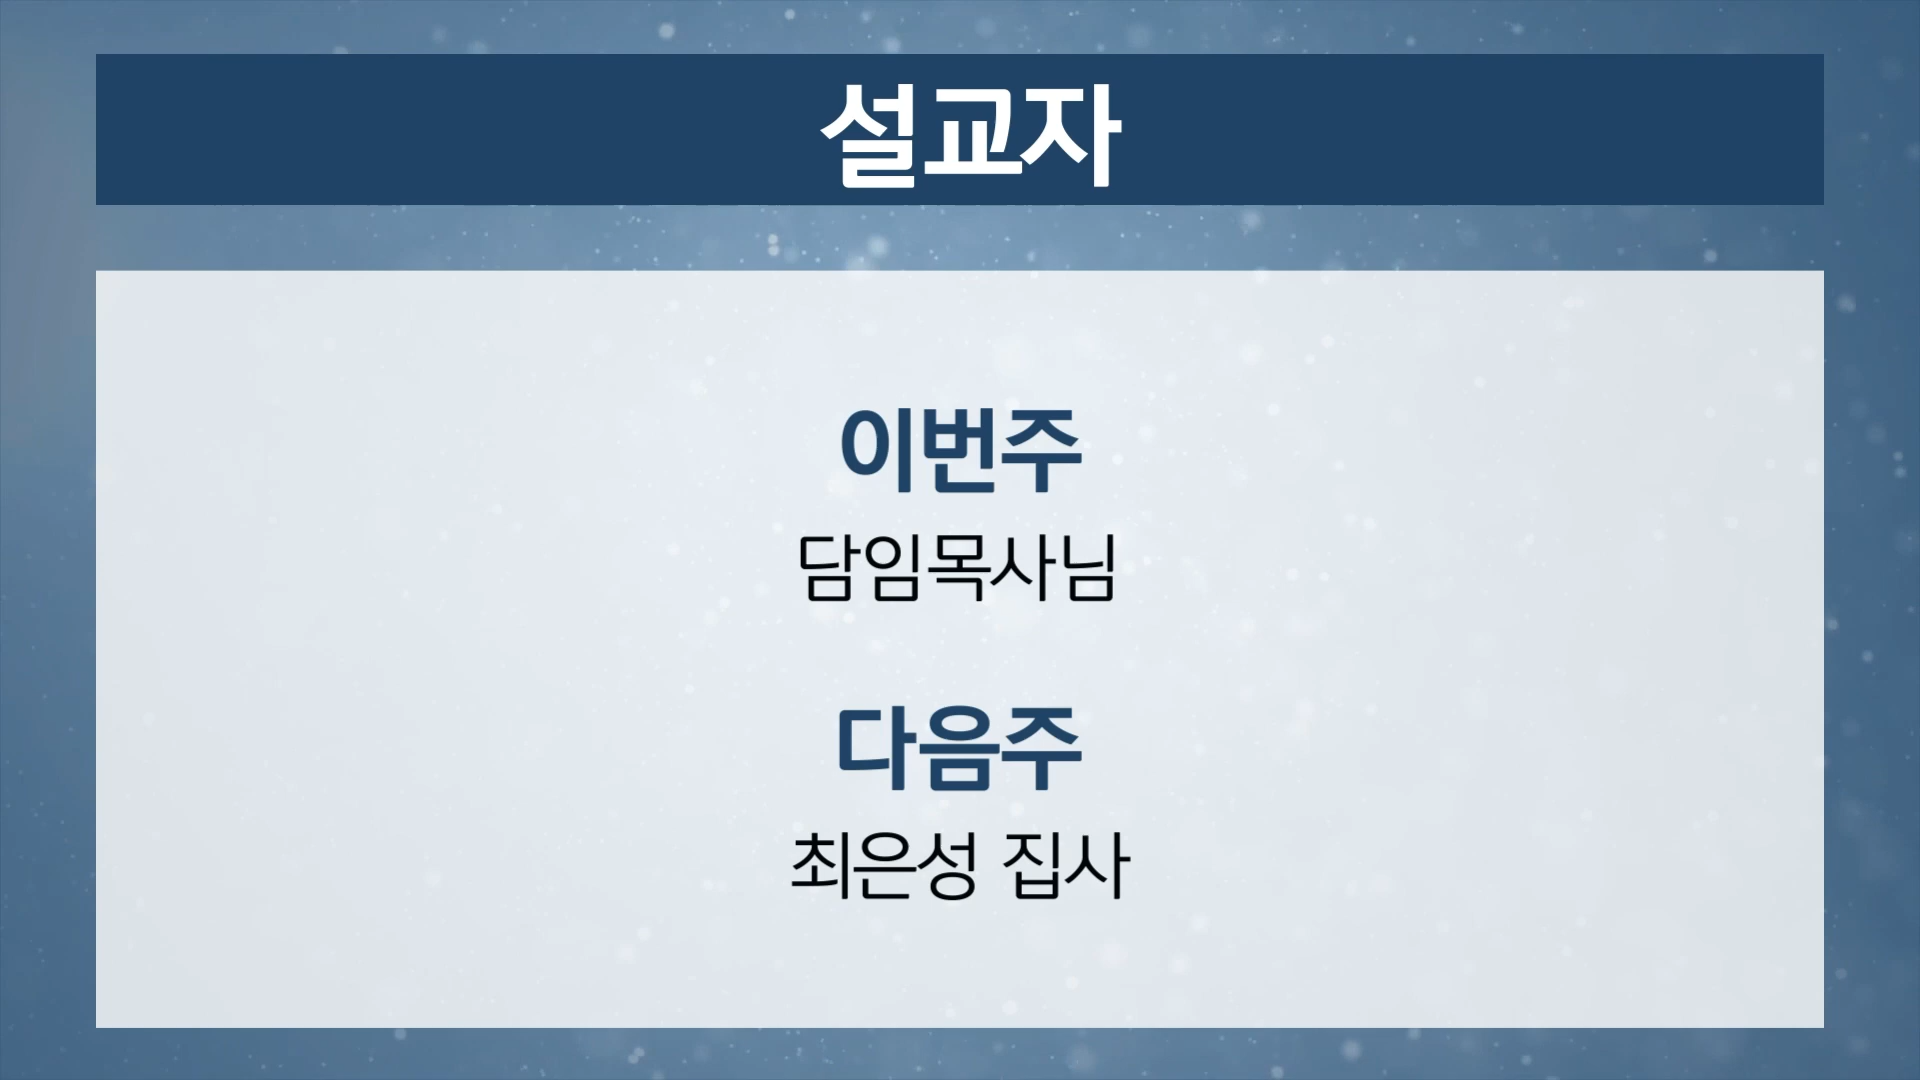 설교자
이번주
담임목사님
다음주
최은성 집사